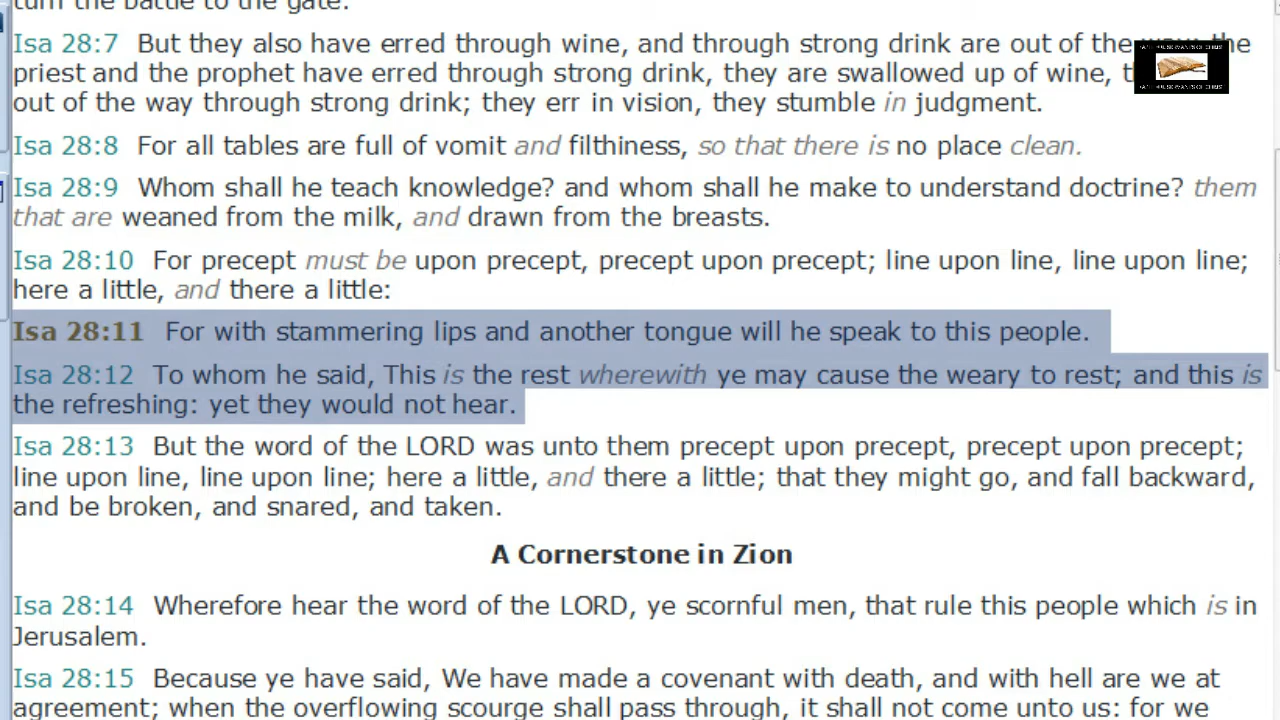 turn the battle to the gate.
Isa 28:7 But they also have erred through wine, and through strong drink are out of the way; the
priest and the prophet have erred through strong drink, they are swallowed up of wine,
out of the way through strong drink; they err in vision, they stumble in judgment.
Isa 28:8 For all tables are full of vomit and filthiness, so that there is no place clean.
Isa 28:9 Whom shall he teach knowledge? and whom shall he make to understand doctrine? them
that are weaned from the milk, and drawn from the breasts.
Isa 28:10 For precept must be upon precept, precept upon precept; line upon line, line upon line;
here a little, and there a little:
Isa 28:11 For with stammering lips and another tongue will he speak to this people.
Isa 28:12 To whom he said, This is the rest wherewith ye may cause the weary to rest; and this is
the refreshing: yet they would not hear.
Isa 28:13 But the word of the LORD was unto them precept upon precept, precept upon precept;
line upon line, line upon line; here a little, and there a little; that they might go, and fall backward,
and be broken, and snared, and taken.
A Cornerstone in Zion
Isa 28:14 Wherefore hear the word of the LORD, ye scornful men, that rule this people which is in
Jerusalem.
Isa 28:15 Because ye have said, We have made a covenant with death, and with hell are we at
agreement; when the overflowing scourge shall pass through, it shall not come unto us: for we